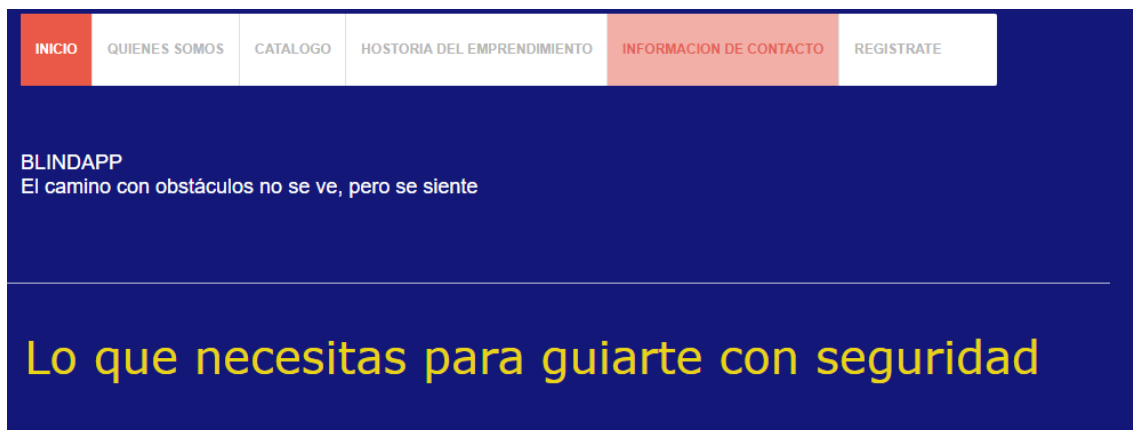 INICIO QUIENES SOMOS CATALOGO HOSTORIA DEL EMPRENDIMIENTO INFORMACION DE CONTACTO REGISTRATE
BLINDAPP
El camino con obstáculos no se ve, pero se siente
Lo que necesitas para guiarte con seguridad